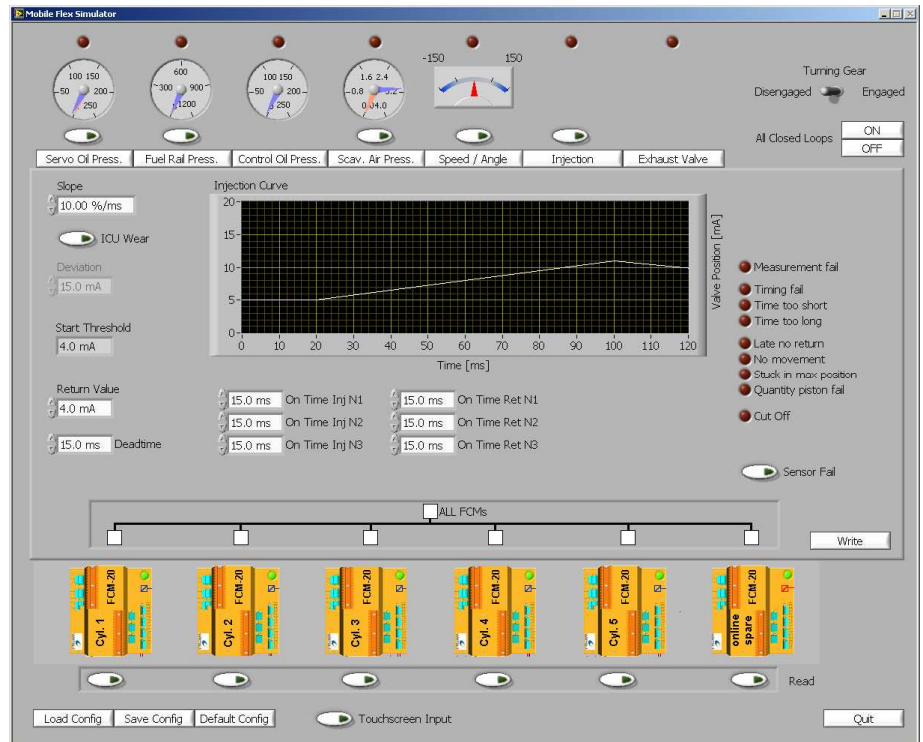 Mobile Flex Simulator
-150 150
100 150
50 200
250
600
300 900
1200
100 150
50 200
250
1.6 2.4
0.8 3.2
0.0 4.0
Turning Gear
Disengaged Engaged
All Closed Loops ON
OFF
Servo Oil Press. Fuel Rail Press. Control Oil Press. Scav. Air Press. Speed / Angle Injection Exhaust Valve
Slope
10.00 %/ms
ICU Wear
Deviation
15.0 mA
Start Threshold
4.0 mA
Return Value
4.0 mA
15.0 ms Deadtime
Injection Curve
20
15
10
5
0
0 10 20 30 40 50 60 70 80 90 100 110 120
Time [ms]
Valve Position [mA]
15.0 ms On Time Inj N1 15.0 ms On Time Ret N1
15.0 ms On Time Inj N2 15.0 ms On Time Ret N2
15.0 ms On Time Inj N3 15.0 ms On Time Ret N3
Measurement fail
Timing fail
Time too short
Time too long
Late no return
No movement
Stuck in max position
Quantity piston fail
Cut Off
Sensor Fail
ALL FCMs
Write
Cyl. 1 FCM-20
Cyl. 2 FCM-20
Cyl. 3 FCM-20
Cyl. 4 FCM-20
Cyl. 5 FCM-20
online spare FCM-20
Read
Load Config Save Config Default Config Touchscreen Input Quit